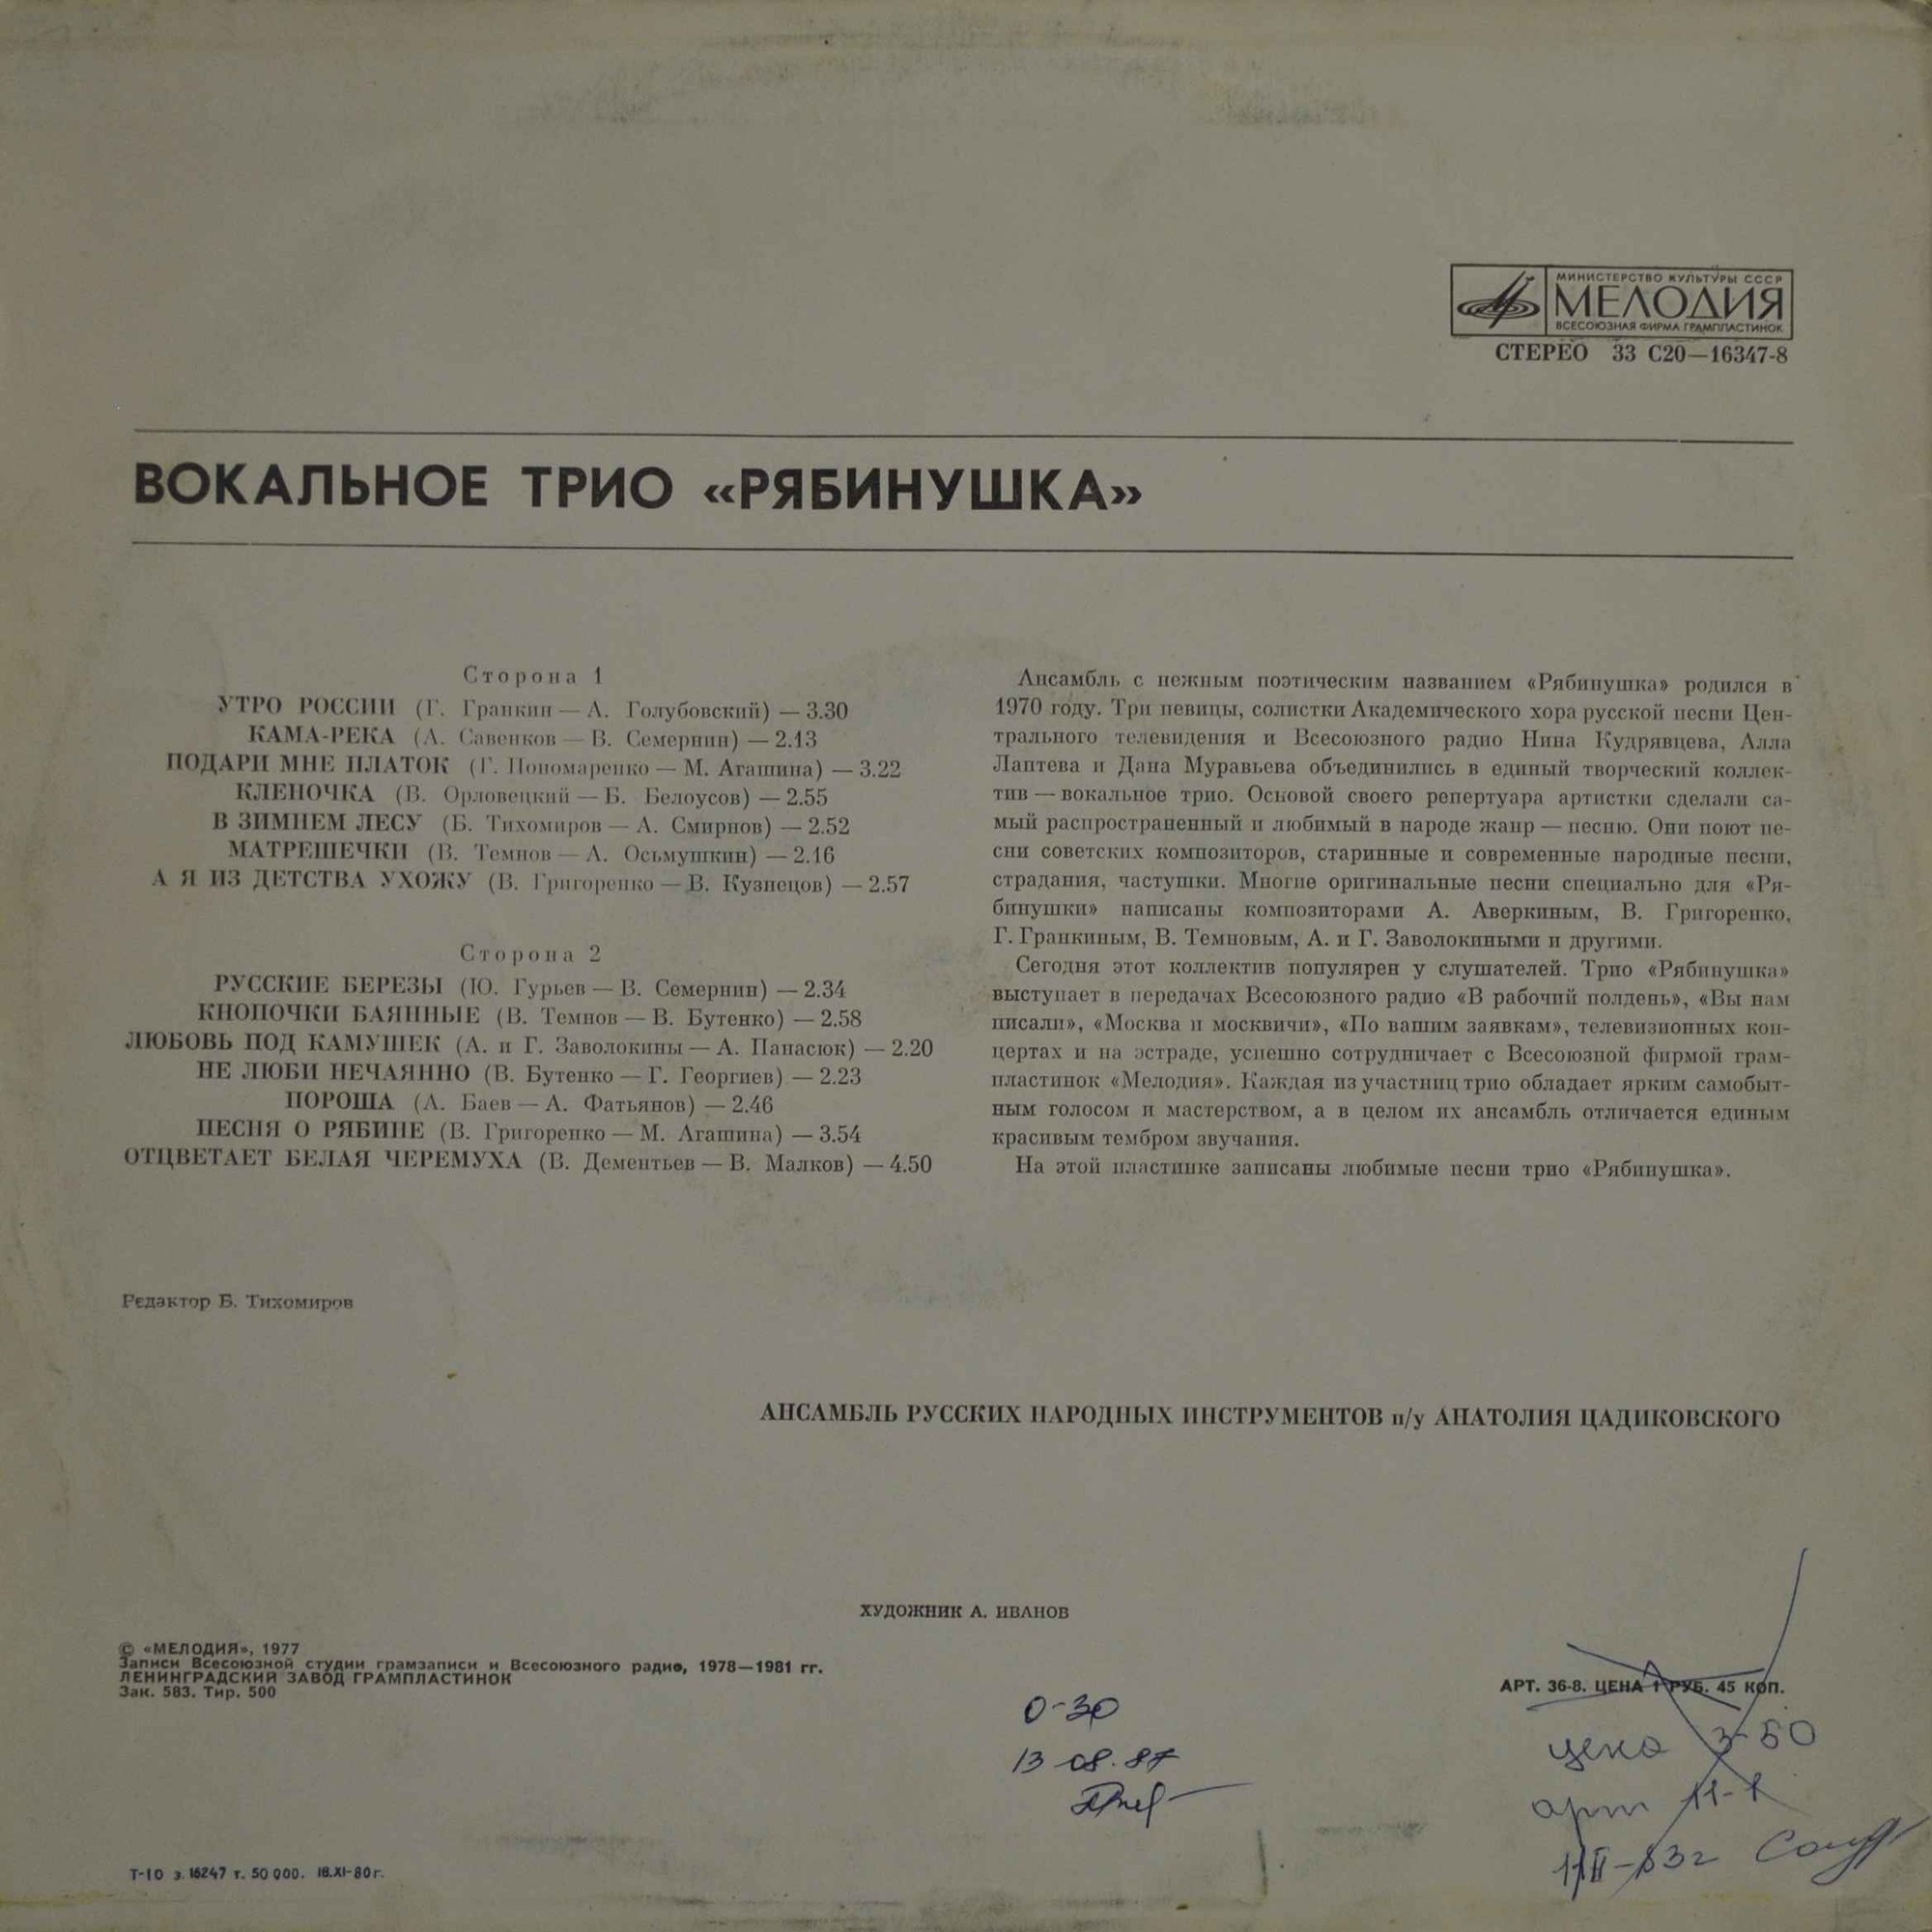 МИНИСТЕРСТВО КУЛЬТУРЫ СССР
МЕЛОДИЯ
ВСЕСОЮЗНАЯ ФИРМА ГРАМПЛАСТИНОК
СТЕРЕО 33 С20—16347-8
ВОКАЛЬНОЕ ТРИО «РЯБИНУШКА»
Сторона 1
УТРО РОССИИ (Г. Гранкин — А. Голубовский) — 3.30
КАМА-РЕКА (А. Савенков — В. Семернин) — 2.13
ПОДАРИ МНЕ ПЛАТОК (Г. Пономаренко — М. Агашина) — 3.22
КЛЕНОЧКА (В. Орловецкий — Б. Белоусов) — 2.55
В ЗИМНЕМ ЛЕСУ (Б. Тихомиров — А. Смирнов) — 2.52
МАТРЕШЕЧКИ (В. Темнов — А. Осьмушкин) — 2.16
А Я ИЗ ДЕТСТВА УХОЖУ (В. Григоренко — В. Кузнецов) — 2.57
Сторона 2
РУССКИЕ БЕРЕЗЫ (Ю. Гурьев — В. Семернин) — 2.34
КНОПОЧКИ БАЯННЫЕ (В. Темнов — В. Бутенко) — 2.58
ЛЮБОВЬ ПОД КАМУШЕК (А. и Г. Заволокины — А. Панасюк) — 2.20
НЕ ЛЮБИ НЕЧАЯННО (В. Бутенко — Г. Георгиев) — 2.23
ПОРОША (А. Баев — А. Фатьянов) — 2.46
ПЕСНЯ О РЯБИНЕ (В. Григоренко — М. Агашина) — 3.54
ОТЦВЕТАЕТ БЕЛАЯ ЧЕРЕМУХА (В. Дементьев — В. Малков) — 4.50
Ансамбль с нежным поэтическим названием «Рябинушка» родился в
1970 году. Три певицы, солистки Академического хора русской песни Цен-
трального телевидения и Всесоюзного радио Нина Кудрявцева, Алла
Лаптева и Дана Муравьева объединились в единый творческий коллек-
тив — вокальное трио. Основой своего репертуара артистки сделали са-
мый распространенный и любимый в народе жанр — песню. Они поют пе-
сни советских композиторов, старинные и современные народные песни,
страдания, частушки. Многие оригинальные песни специально для «Ря-
бинушки» написаны композиторами А. Аверкиным, В. Григоренко,
Г. Гранкиным, В. Темновым, А. и Г. Заволокиными и другими.
Сегодня этот коллектив популярен у слушателей. Трио «Рябинушка»
выступает в передачах Всесоюзного радио «В рабочий полдень», «Вы нам
писали», «Москва и москвичи», «По вашим заявкам», телевизионных кон-
цертах и на эстраде, успешно сотрудничает с Всесоюзной фирмой грам-
пластинок «Мелодия». Каждая из участниц трио обладает ярким самобыт-
ным голосом и мастерством, а в целом их ансамбль отличается единым
красивым тембром звучания.
На этой пластинке записаны любимые песни трио «Рябинушка».
Редактор Б. Тихомиров
АНСАМБЛЬ РУССКИХ НАРОДНЫХ ИНСТРУМЕНТОВ п/у АНАТОЛИЯ ЦАДИКОВСКОГО
ХУДОЖНИК А. ИВАНОВ
© «МЕЛОДИЯ», 1977
Записи Всесоюзной студии грамзаписи и Всесоюзного радио, 1978—1981 гг.
ЛЕНИНГРАДСКИЙ ЗАВОД ГРАМПЛАСТИНОК
Зак. 583. Тир. 500
АРТ. 36-8. ЦЕНА 1 РУБ. 45 КОП.
0-30
13-08.87
цена 3-50
арт 11-1
Т-10 з. 16247 т. 50 000. 18.XI-80 г.